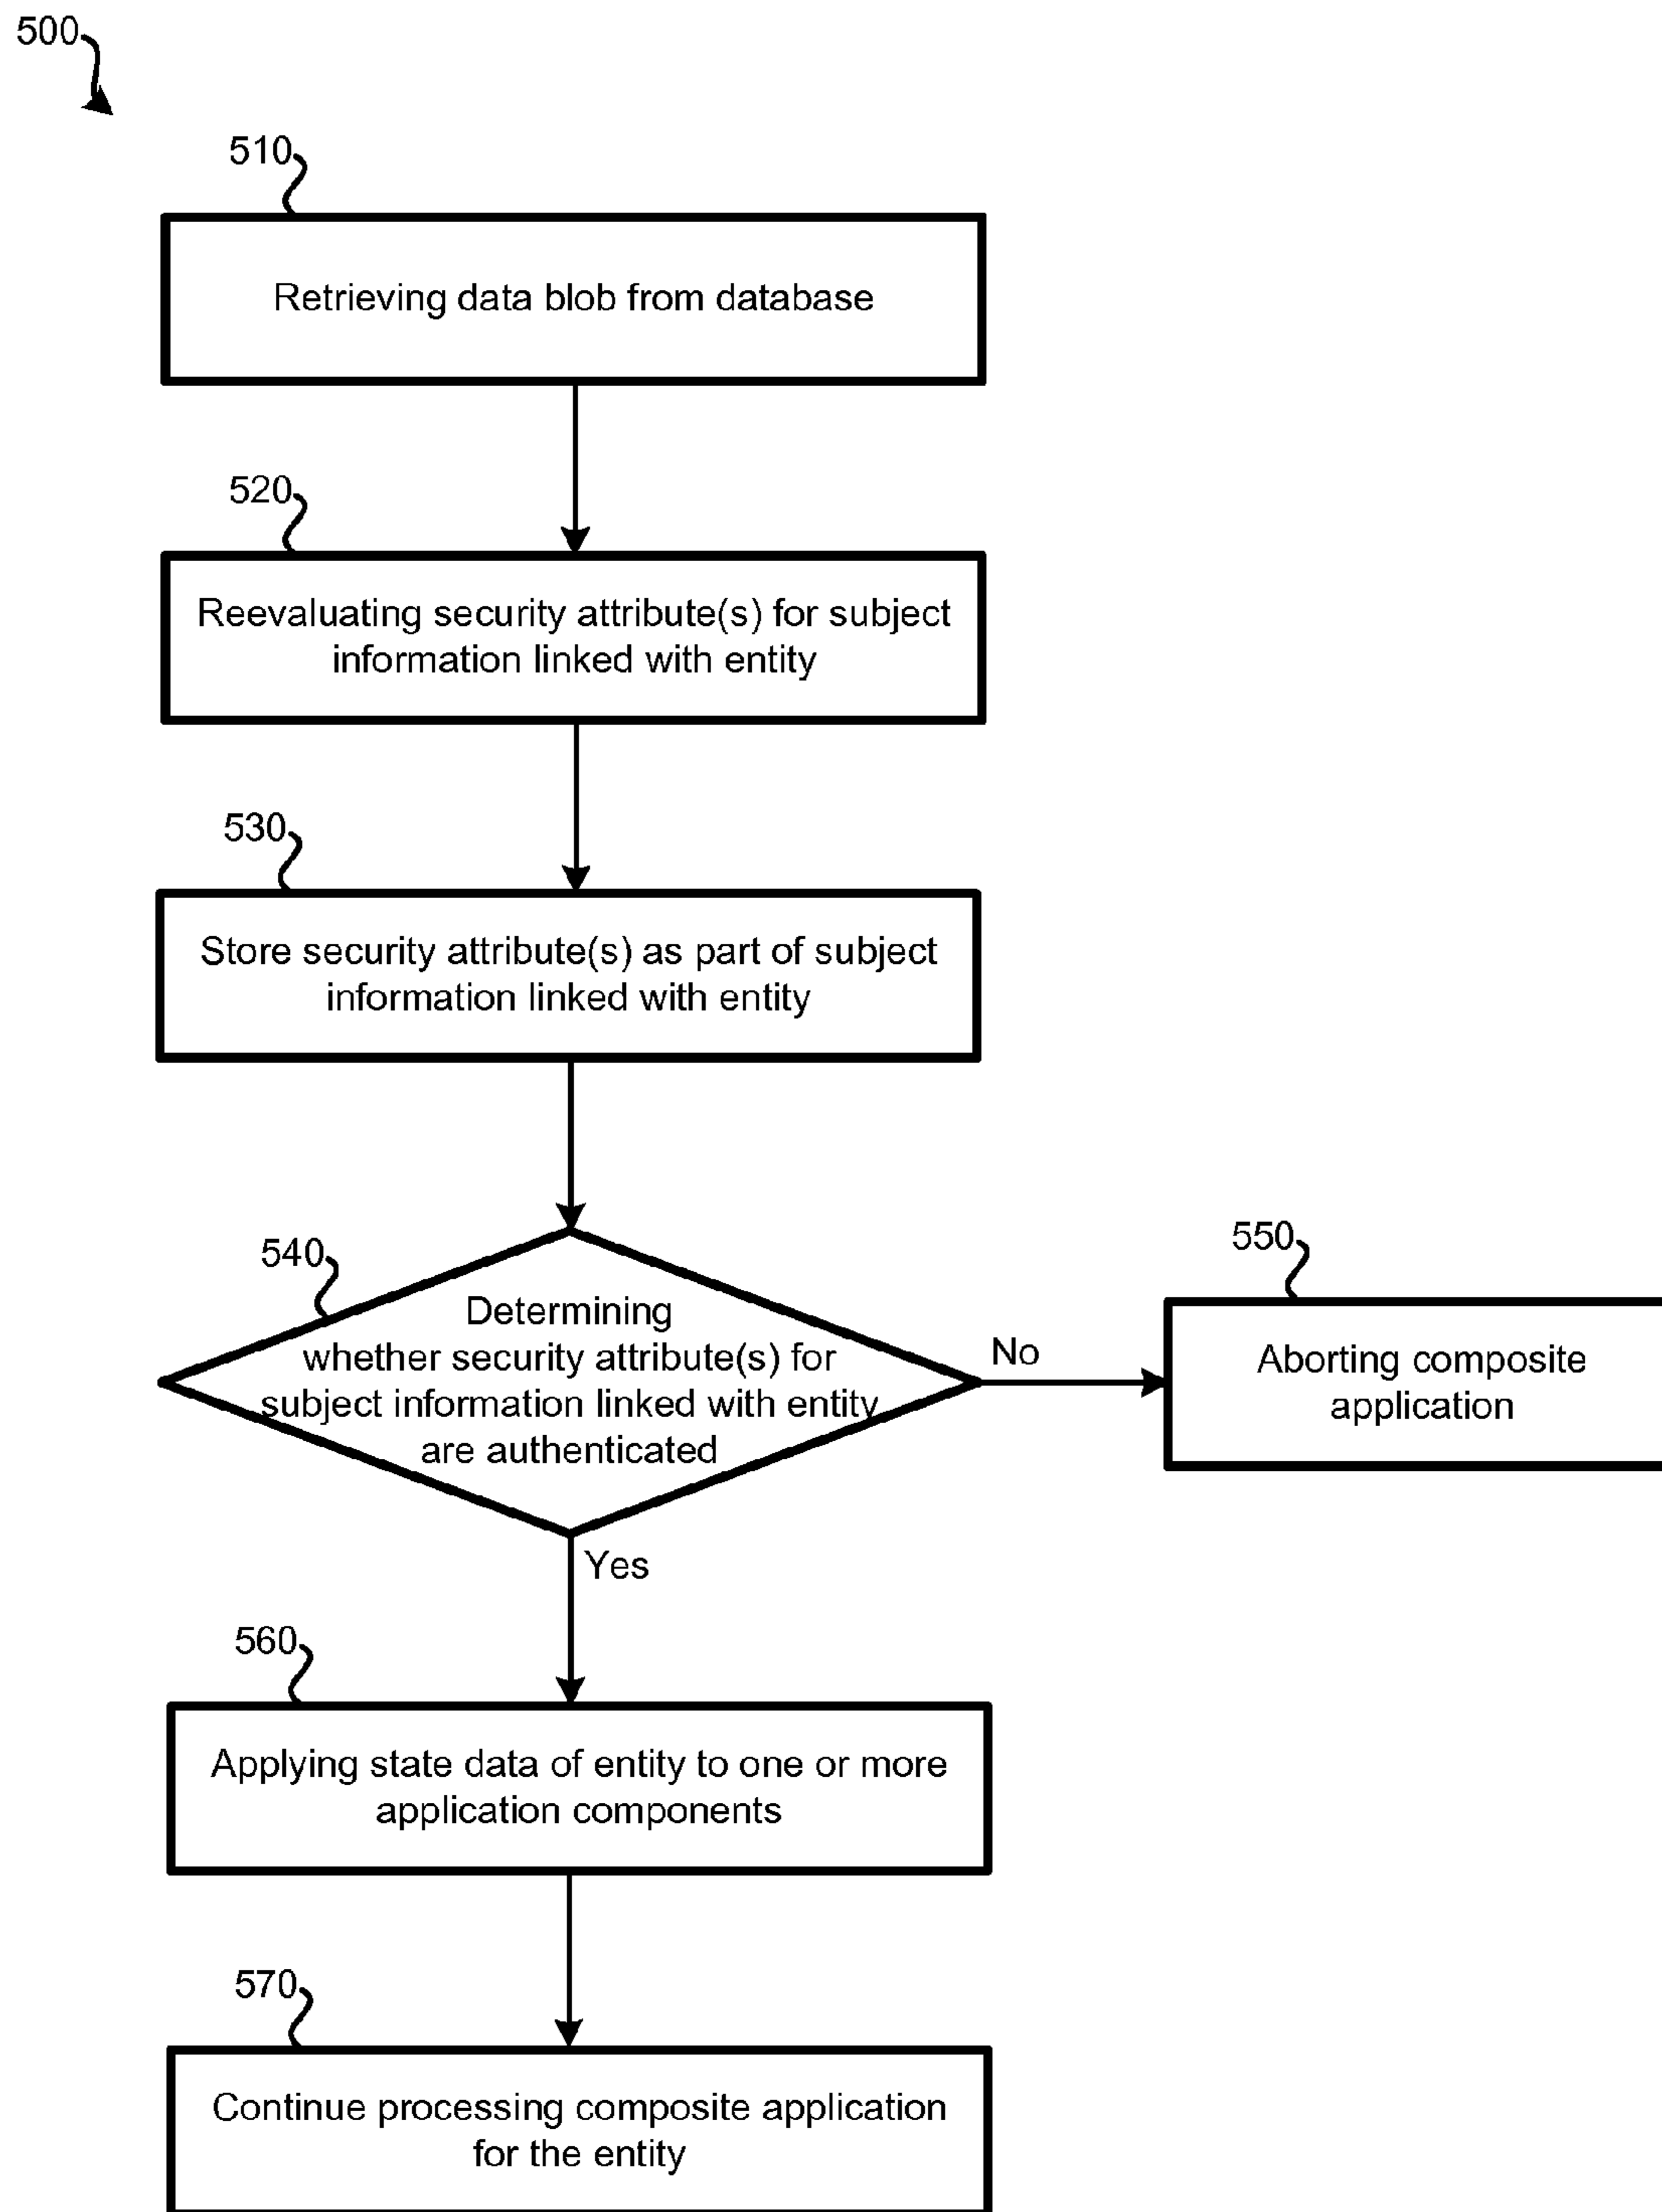 500
510
Retrieving data blob from database
520
Reevaluating security attribute(s) for subject
information linked with entity
530
Store security attribute(s) as part of subject
information linked with entity
540
Determining
whether security attribute(s) for
subject information linked with entity
are authenticated
No
550
Aborting composite
application
Yes
560
Applying state data of entity to one or more
application components
570
Continue processing composite application
for the entity